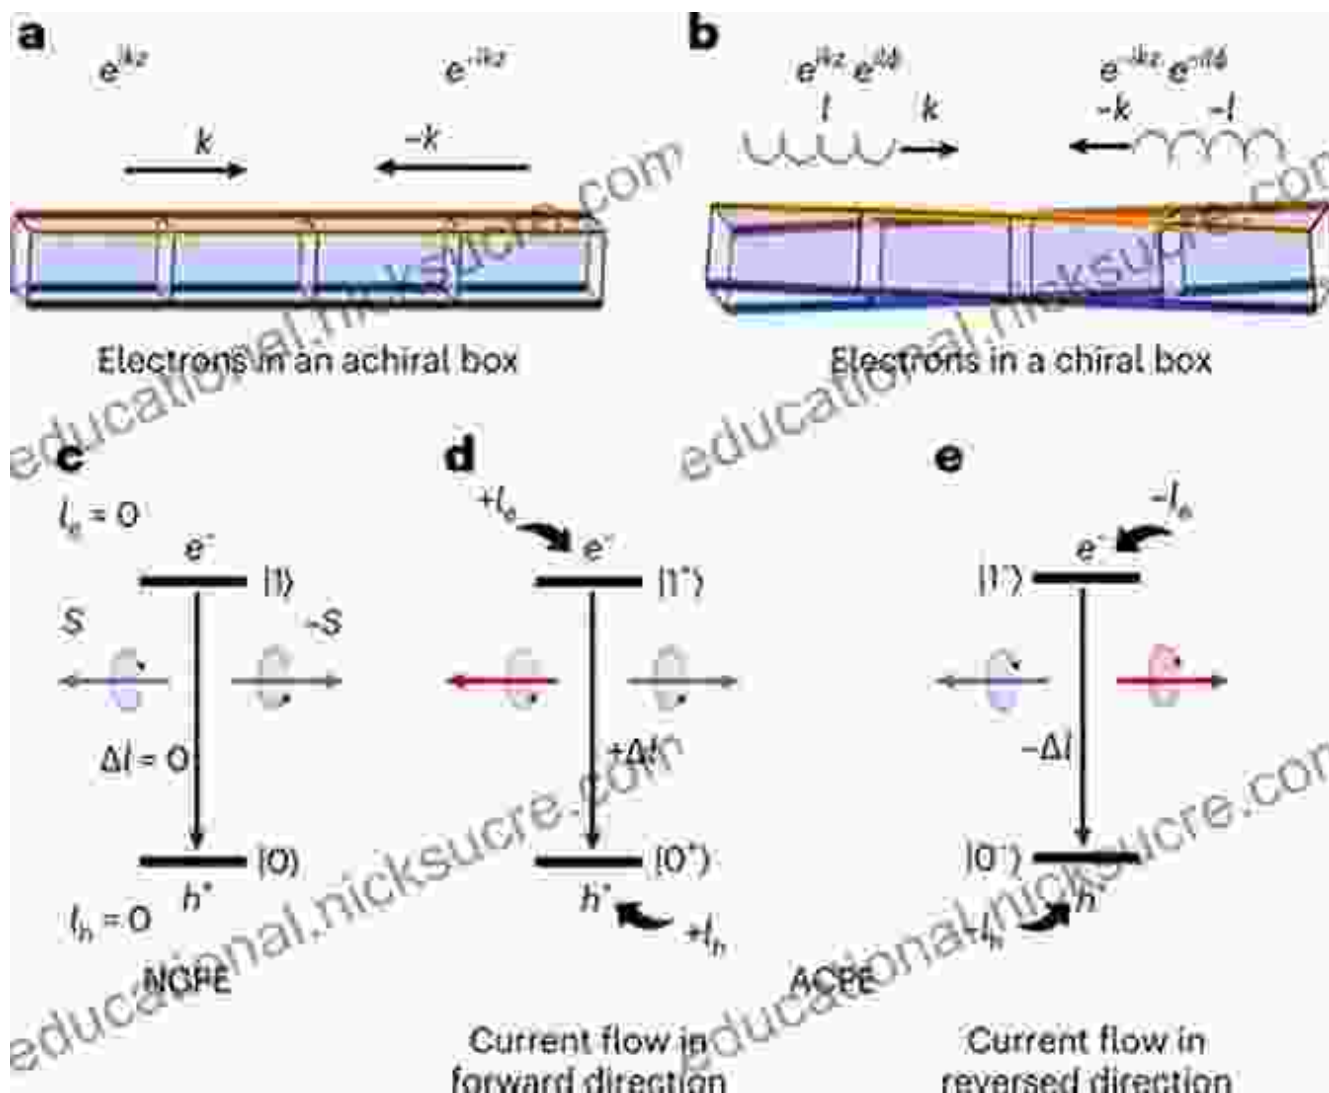 a
e^{ikz} e^{-ikz}
k -k
Electrons in an achiral box
b
e^{ikz} e^{ilϕ} e^{-ikz} e^{-ilϕ}
l k -k -l
Electrons in a chiral box
c
l_e = 0
e^-
|1⟩
S -S
Δl = 0
|0⟩
h^+
l_h = 0
NCPE
d
+l_e
e^-
|1^+⟩
+Δl
|0^+⟩
h^+
+l_h
Current flow in
forward direction
e
-l_e
e^-
|1^-⟩
-Δl
|0^-⟩
h^+
-l_h
ACPE
Current flow in
reversed direction
educational.nicksucre.com
educational.nicksucre.com
educational.nicksucre.com
educational.nicksucre.com